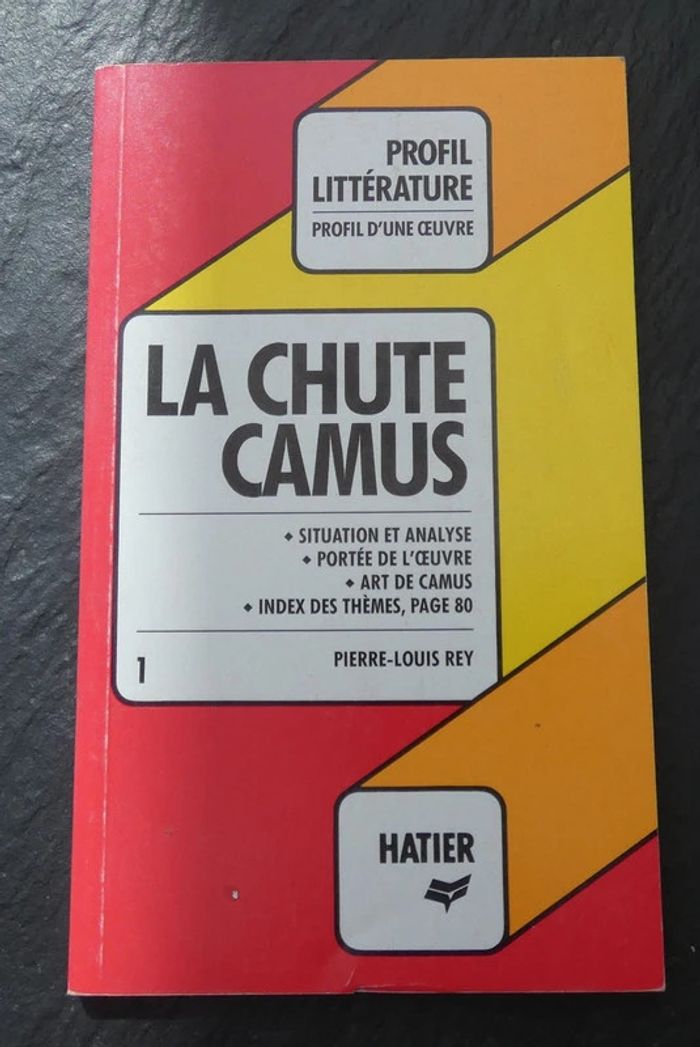 PROFIL
LITTÉRATURE
PROFIL D'UNE ŒUVRE
LA CHUTE
CAMUS
◆ SITUATION ET ANALYSE
◆ PORTÉE DE L'ŒUVRE
◆ ART DE CAMUS
◆ INDEX DES THÈMES, PAGE 80
PIERRE-LOUIS REY
1
HATIER